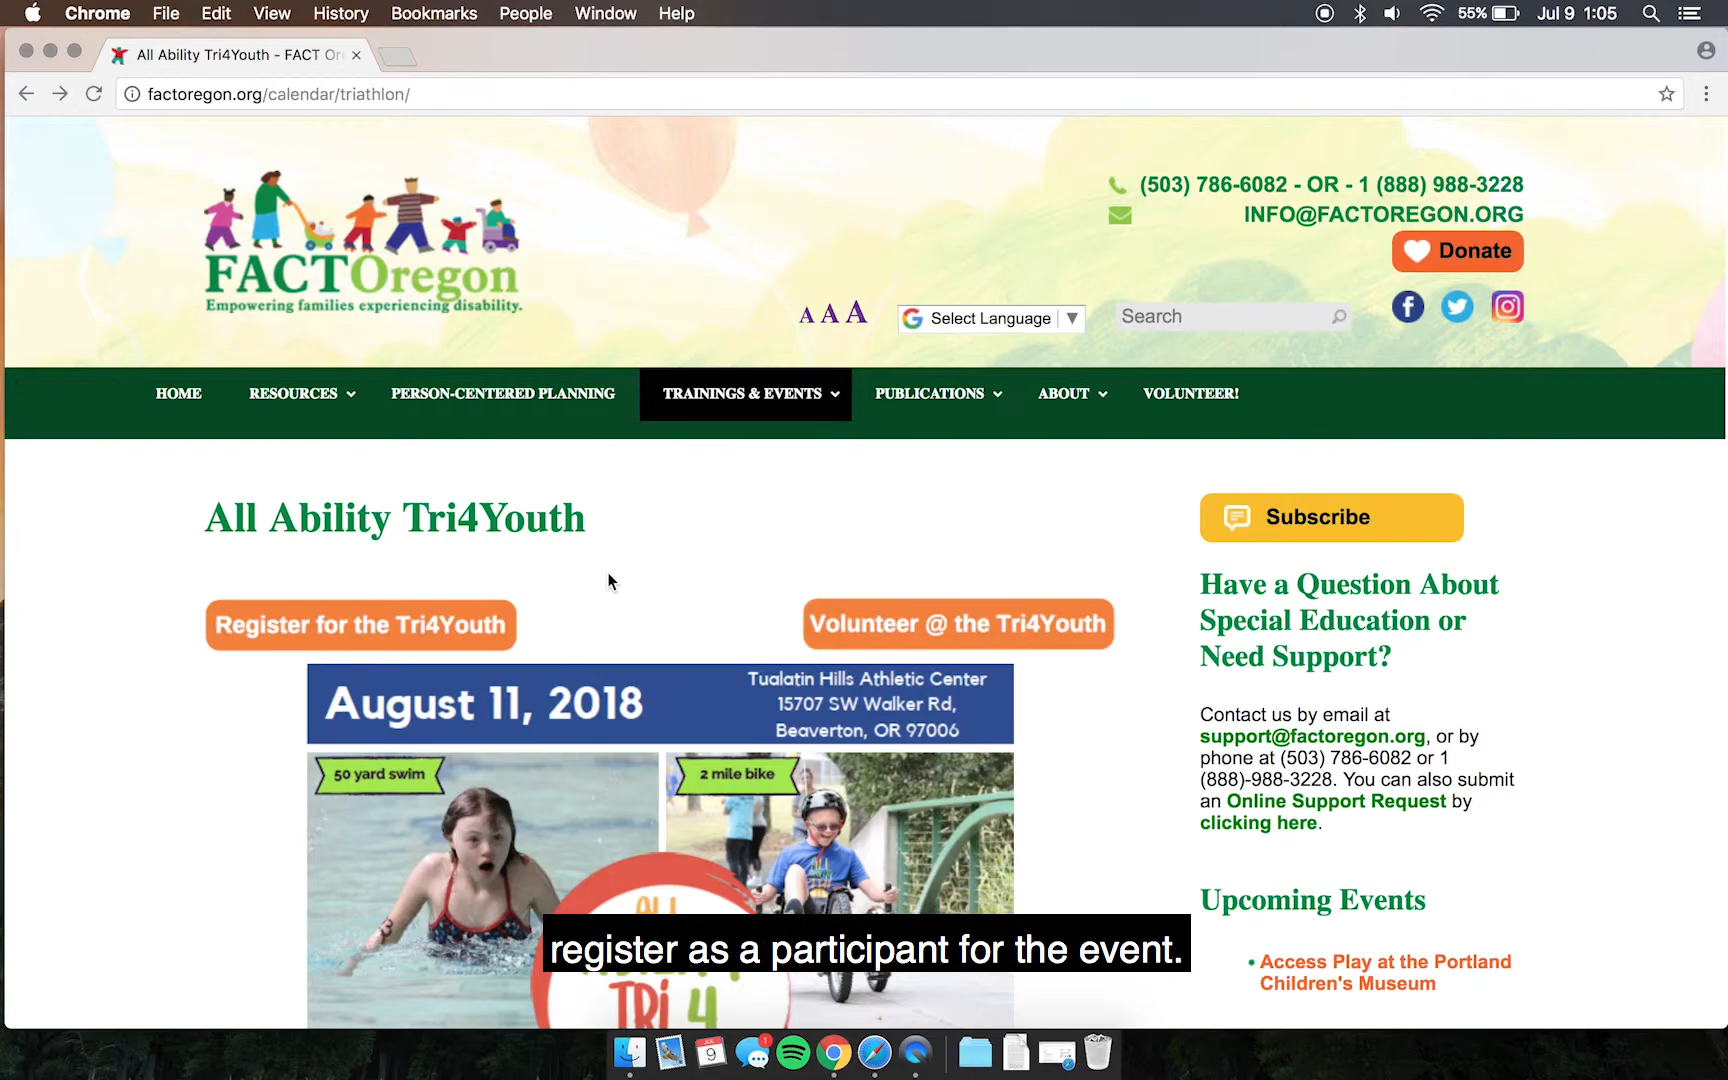 Chrome File Edit View History Bookmarks People Window Help 55% Jul 9 1:05
All Ability Tri4Youth - FACT Or
factoregon.org/calendar/triathlon/
FACTOregon
Empowering families experiencing disability.
(503) 786-6082 - OR - 1 (888) 988-3228
INFO@FACTOREGON.ORG
Donate
A A A
Select Language ▼
Search
HOME RESOURCES PERSON-CENTERED PLANNING TRAININGS & EVENTS PUBLICATIONS ABOUT VOLUNTEER!
All Ability Tri4Youth
Register for the Tri4Youth
Volunteer @ the Tri4Youth
August 11, 2018
Tualatin Hills Athletic Center
15707 SW Walker Rd,
Beaverton, OR 97006
50 yard swim
2 mile bike
ALL
TRi 4
register as a participant for the event.
Subscribe
Have a Question About
Special Education or
Need Support?
Contact us by email at
support@factoregon.org, or by
phone at (503) 786-6082 or 1
(888)-988-3228. You can also submit
an Online Support Request by
clicking here.
Upcoming Events
• Access Play at the Portland
Children's Museum
JUL
9
1